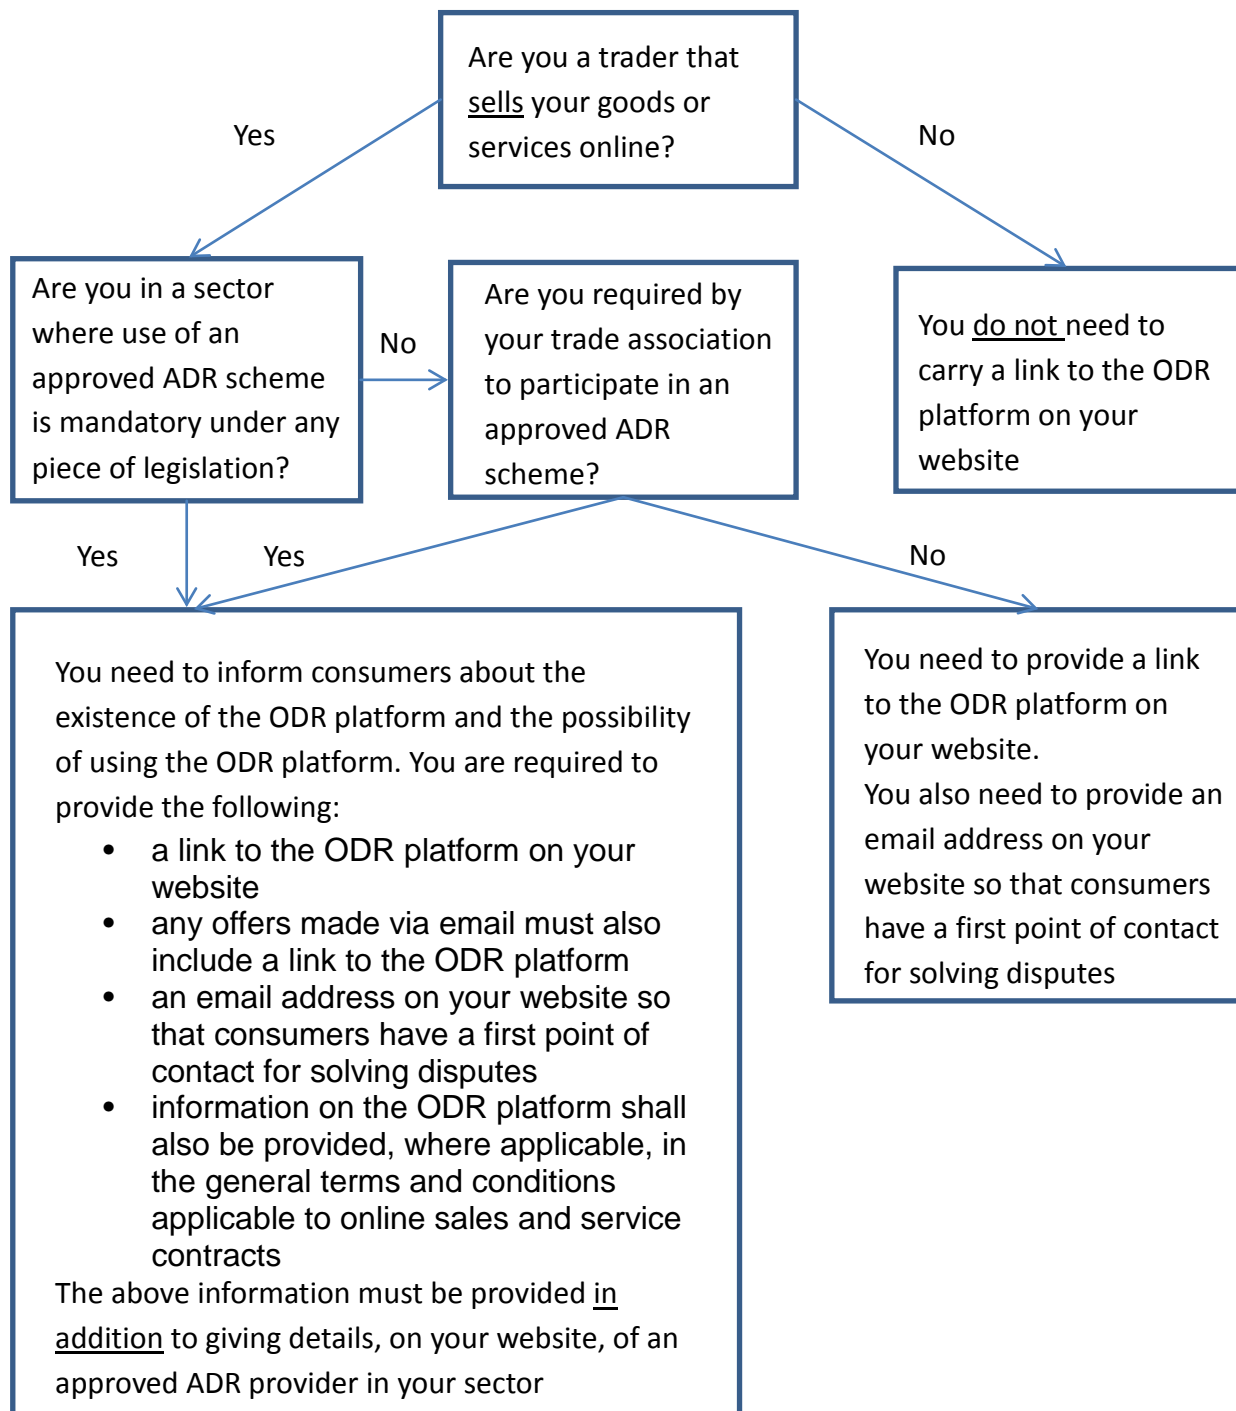 Are you a trader that
sells your goods or
services online?
Yes
No
Are you in a sector
where use of an
approved ADR scheme
is mandatory under any
piece of legislation?
No
Are you required by
your trade association
to participate in an
approved ADR
scheme?
You do not need to
carry a link to the ODR
platform on your
website
Yes
Yes
No
You need to inform consumers about the
existence of the ODR platform and the possibility
of using the ODR platform. You are required to
provide the following:
• a link to the ODR platform on your
website
• any offers made via email must also
include a link to the ODR platform
• an email address on your website so
that consumers have a first point of
contact for solving disputes
• information on the ODR platform shall
also be provided, where applicable, in
the general terms and conditions
applicable to online sales and service
contracts
The above information must be provided in
addition to giving details, on your website, of an
approved ADR provider in your sector
You need to provide a link
to the ODR platform on
your website.
You also need to provide an
email address on your
website so that consumers
have a first point of contact
for solving disputes